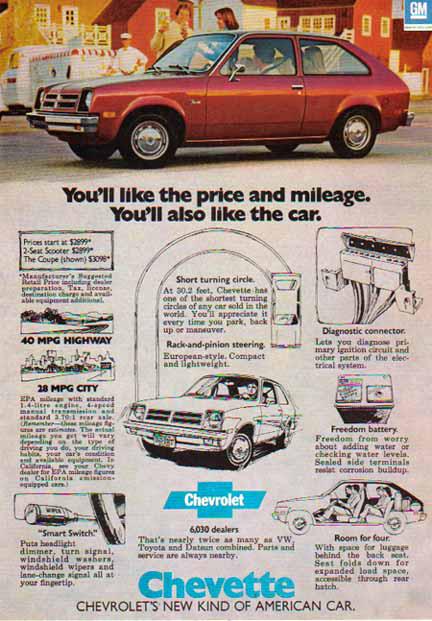 GM
You'll like the price and mileage.
You'll also like the car.
Prices start at $2899*
2-Seat Scooter $2899*
The Coupe (shown) $3098*
*Manufacturer's Suggested
Retail Price including dealer
preparation. Tax, license,
destination charge and avail-
able equipment additional.
40 MPG HIGHWAY
28 MPG CITY
EPA mileage with standard
1.4-litre engine, 4-speed
manual transmission and
standard 3.70:1 rear axle.
(Remember—these mileage fig-
ures are estimates. The actual
mileage you get will vary
depending on the type of
driving you do, your driving
habits, your car's condition
and available equipment. In
California, see your Chevy
dealer for EPA mileage figures
on California emission-
equipped cars.)
"Smart Switch."
Puts headlight
dimmer, turn signal,
windshield washers,
windshield wipers and
lane-change signal all at
your fingertip.
Short turning circle.
At 30.2 feet, Chevette has
one of the shortest turning
circles of any car sold in the
world. You'll appreciate it
every time you park, back
up or maneuver.
Rack-and-pinion steering.
European-style. Compact
and lightweight.
Chevrolet
6,030 dealers
That's nearly twice as many as VW,
Toyota and Datsun combined. Parts and
service are always nearby.
Diagnostic connector.
Lets you diagnose pri-
mary ignition circuit and
other parts of the elec-
trical system.
Freedom battery.
Freedom from worry
about adding water or
checking water levels.
Sealed side terminals
resist corrosion buildup.
Room for four.
With space for luggage
behind the back seat.
Seat folds down for
expanded load space,
accessible through rear
hatch.
Chevette
CHEVROLET'S NEW KIND OF AMERICAN CAR.